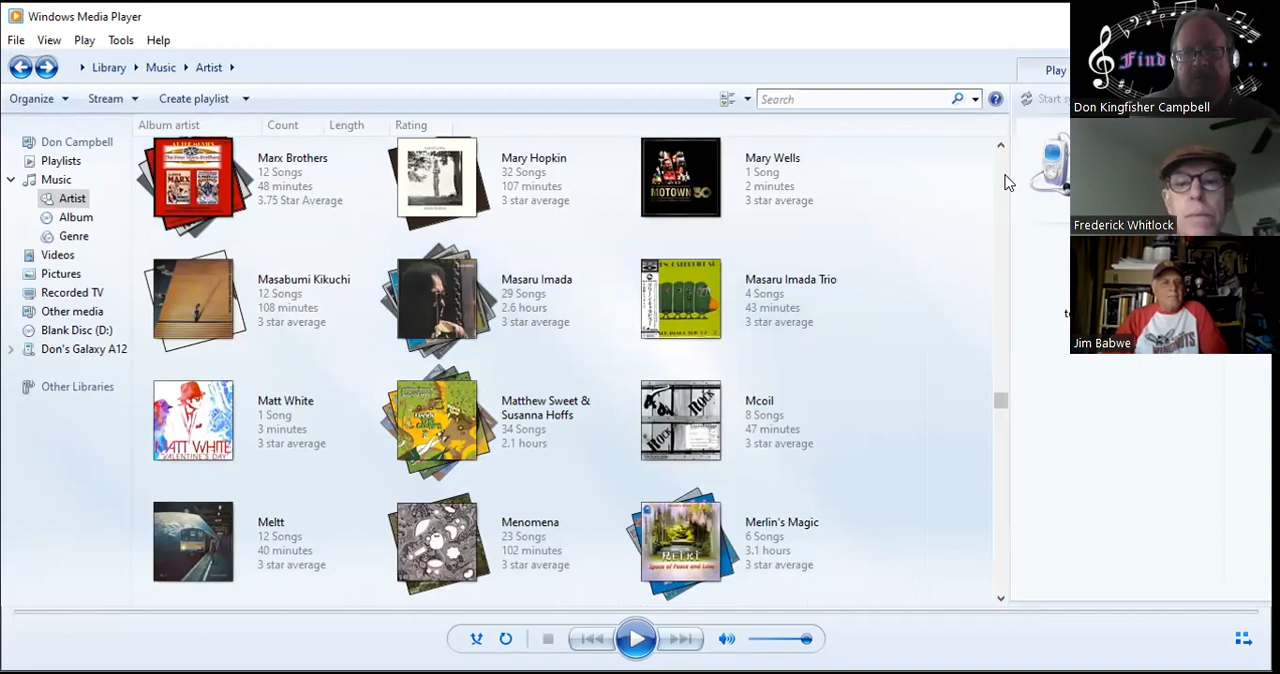 Windows Media Player
File View Play Tools Help
Library Music Artist
Play
Organize Stream Create playlist
Search
Start
Album artist Count Length Rating
Don Campbell
Playlists
Music
Artist
Album
Genre
Videos
Pictures
Recorded TV
Other media
Blank Disc (D:)
Don's Galaxy A12
Other Libraries
Marx Brothers
12 Songs
48 minutes
3.75 Star Average
Mary Hopkin
32 Songs
107 minutes
3 star average
MOTOWN 50
Mary Wells
1 Song
2 minutes
3 star average
Masabumi Kikuchi
12 Songs
108 minutes
3 star average
Masaru Imada
29 Songs
2.6 hours
3 star average
Masaru Imada Trio
4 Songs
43 minutes
3 star average
MATT WHITE
VALENTINE'S DAY
Matt White
1 Song
3 minutes
3 star average
Matthew Sweet &
Susanna Hoffs
34 Songs
2.1 hours
ROCK
Mcoil
8 Songs
47 minutes
3 star average
Meltt
12 Songs
40 minutes
3 star average
Menomena
23 Songs
102 minutes
3 star average
REIKI
Space of Peace and Love
Merlin's Magic
6 Songs
3.1 hours
3 star average
Find . .
Don Kingfisher Campbell
Frederick Whitlock
Jim Babwe